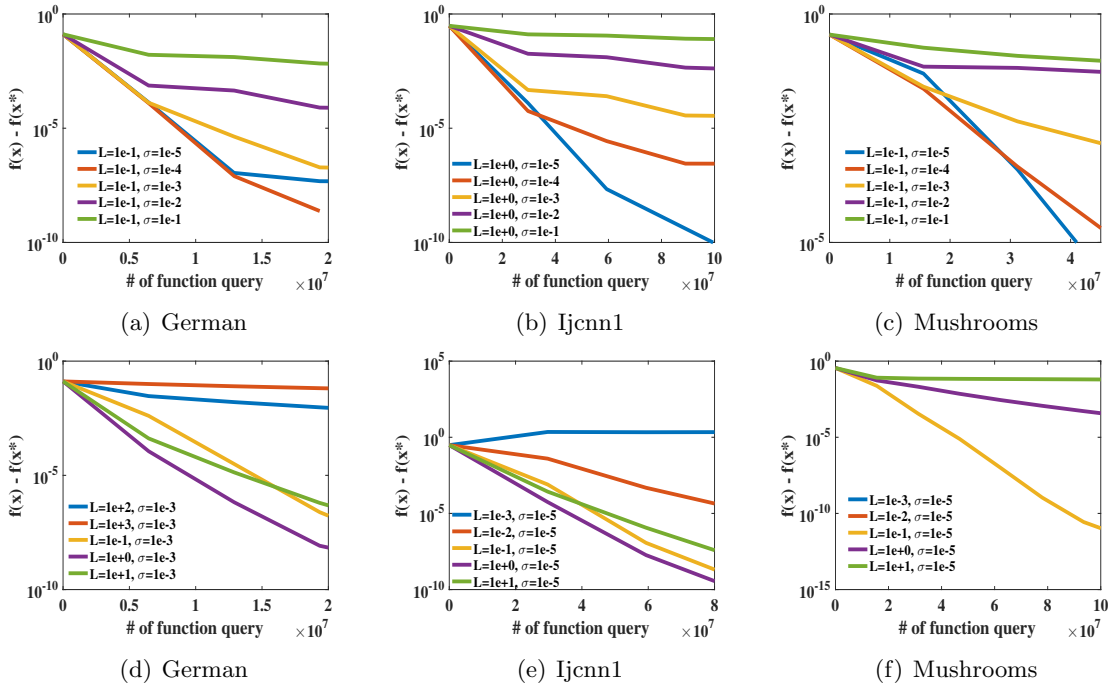 10^0
10^-5
10^-10
f(x) - f(x*)
L=1e-1, σ=1e-5
L=1e-1, σ=1e-4
L=1e-1, σ=1e-3
L=1e-1, σ=1e-2
L=1e-1, σ=1e-1
0 0.5 1 1.5 2
×10^7
# of function query
(a) German
10^0
10^-5
10^-10
f(x) - f(x*)
L=1e+0, σ=1e-5
L=1e+0, σ=1e-4
L=1e+0, σ=1e-3
L=1e+0, σ=1e-2
L=1e+0, σ=1e-1
0 2 4 6 8 10
×10^7
# of function query
(b) Ijcnn1
10^0
10^-5
f(x) - f(x*)
L=1e-1, σ=1e-5
L=1e-1, σ=1e-4
L=1e-1, σ=1e-3
L=1e-1, σ=1e-2
L=1e-1, σ=1e-1
0 1 2 3 4
×10^7
# of function query
(c) Mushrooms
10^0
10^-5
10^-10
f(x) - f(x*)
L=1e+2, σ=1e-3
L=1e+3, σ=1e-3
L=1e-1, σ=1e-3
L=1e+0, σ=1e-3
L=1e+1, σ=1e-3
0 0.5 1 1.5 2
×10^7
# of function query
(d) German
10^5
10^0
10^-5
10^-10
f(x) - f(x*)
L=1e-3, σ=1e-5
L=1e-2, σ=1e-5
L=1e-1, σ=1e-5
L=1e+0, σ=1e-5
L=1e+1, σ=1e-5
0 2 4 6 8
×10^7
# of function query
(e) Ijcnn1
10^0
10^-5
10^-10
10^-15
f(x) - f(x*)
L=1e-3, σ=1e-5
L=1e-2, σ=1e-5
L=1e-1, σ=1e-5
L=1e+0, σ=1e-5
L=1e+1, σ=1e-5
0 2 4 6 8 10
×10^7
# of function query
(f) Mushrooms